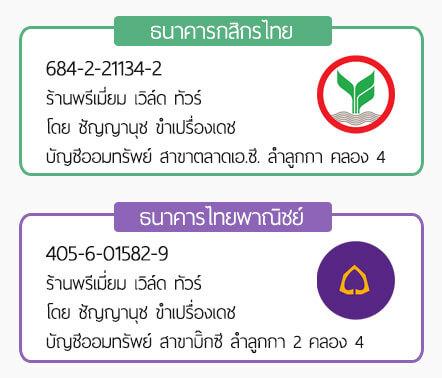 ธนาคารกสิกรไทย
684-2-21134-2
ร้านพรีเมี่ยม เวิล์ด ทัวร์
โดย ชัญญานุช ขำเปรื่องเดช
บัญชีออมทรัพย์ สาขาตลาดเอ.ซี. ลำลูกกา คลอง 4
ธนาคารไทยพาณิชย์
405-6-01582-9
ร้านพรีเมี่ยม เวิล์ด ทัวร์
โดย ชัญญานุช ขำเปรื่องเดช
บัญชีออมทรัพย์ สาขาบิ๊กซี ลำลูกกา 2 คลอง 4